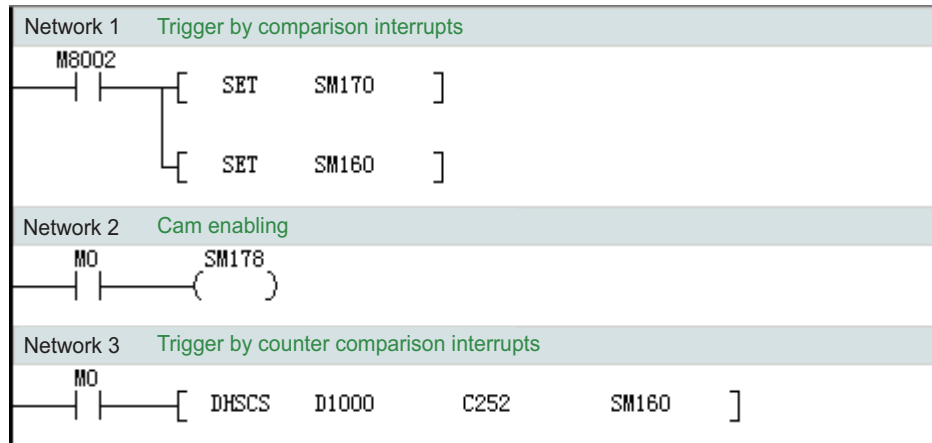 Network 1 Trigger by comparison interrupts
M8002
[ SET SM170 ]
[ SET SM160 ]
Network 2 Cam enabling
M0 SM178
( )
Network 3 Trigger by counter comparison interrupts
M0
[ DHSCS D1000 C252 SM160 ]